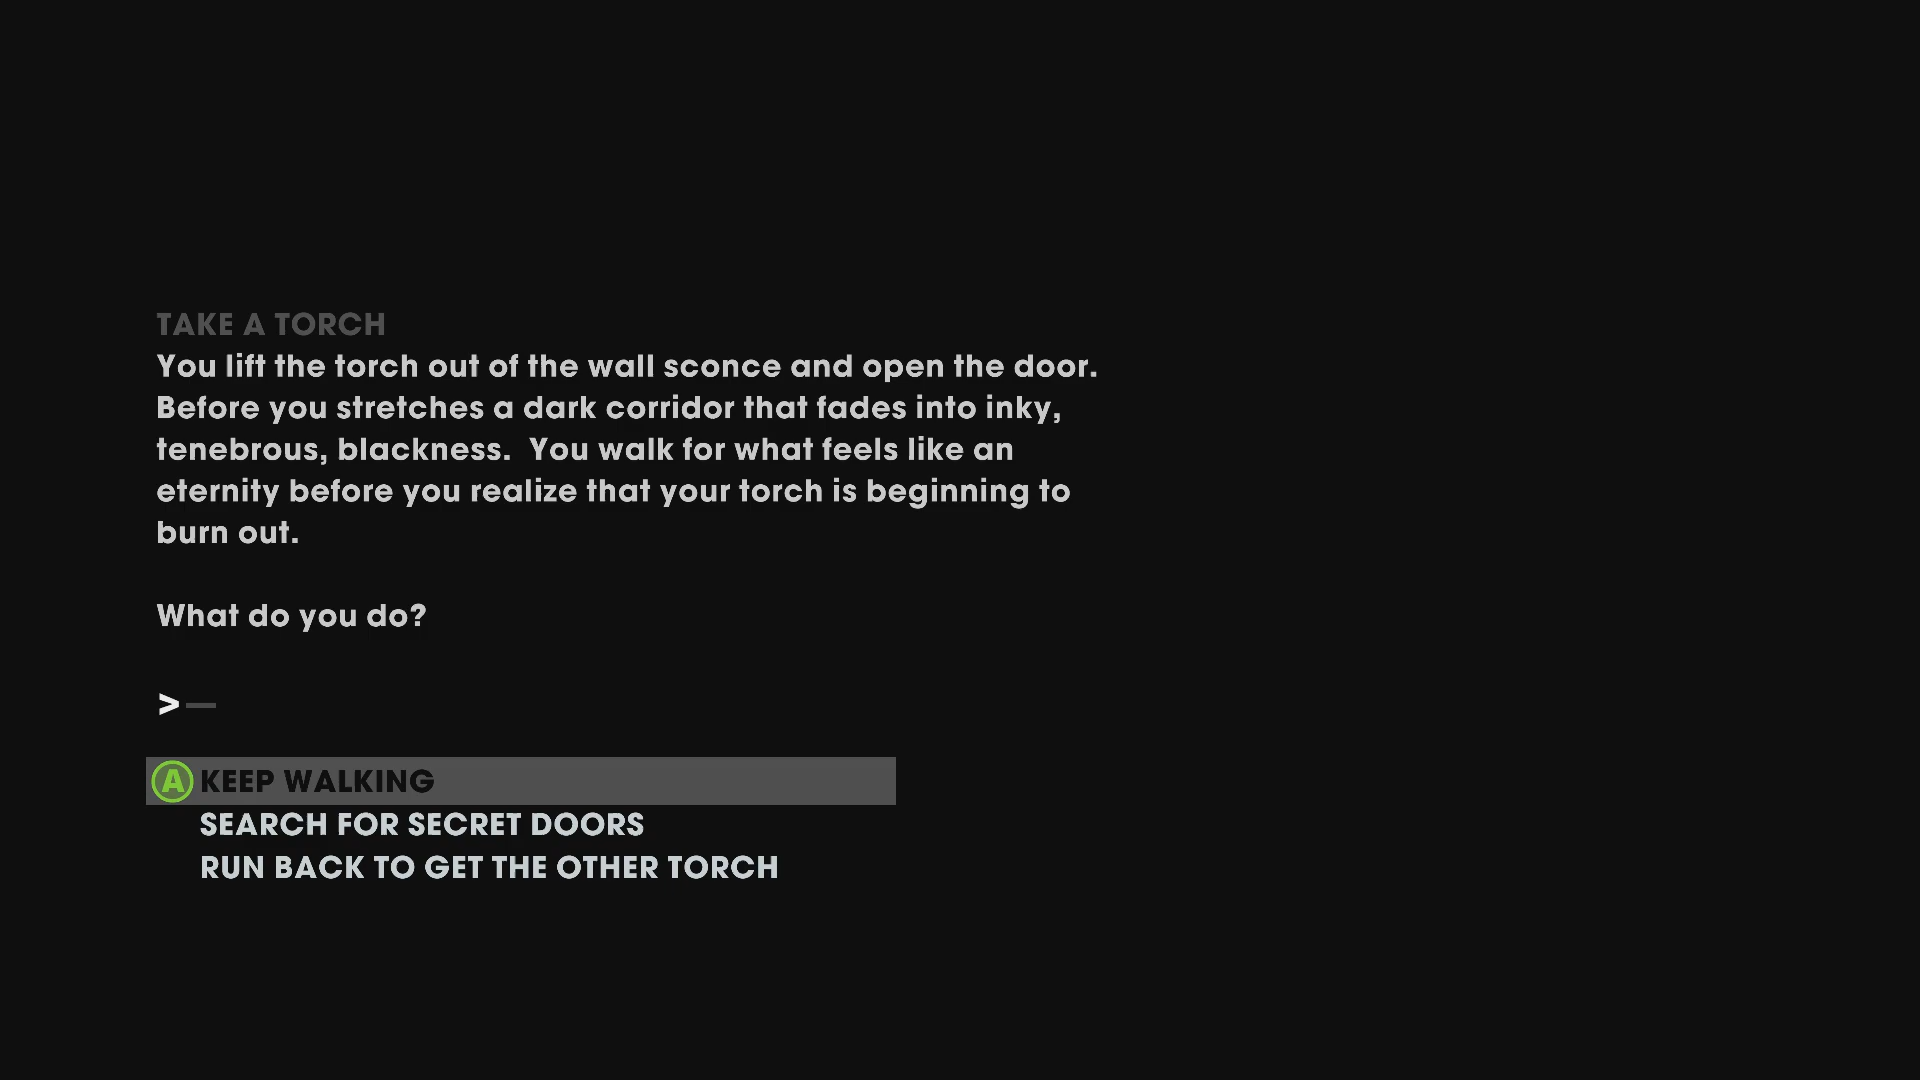 TAKE A TORCH
You lift the torch out of the wall sconce and open the door.
Before you stretches a dark corridor that fades into inky,
tenebrous, blackness.  You walk for what feels like an
eternity before you realize that your torch is beginning to
burn out.
What do you do?
>
A KEEP WALKING
SEARCH FOR SECRET DOORS
RUN BACK TO GET THE OTHER TORCH